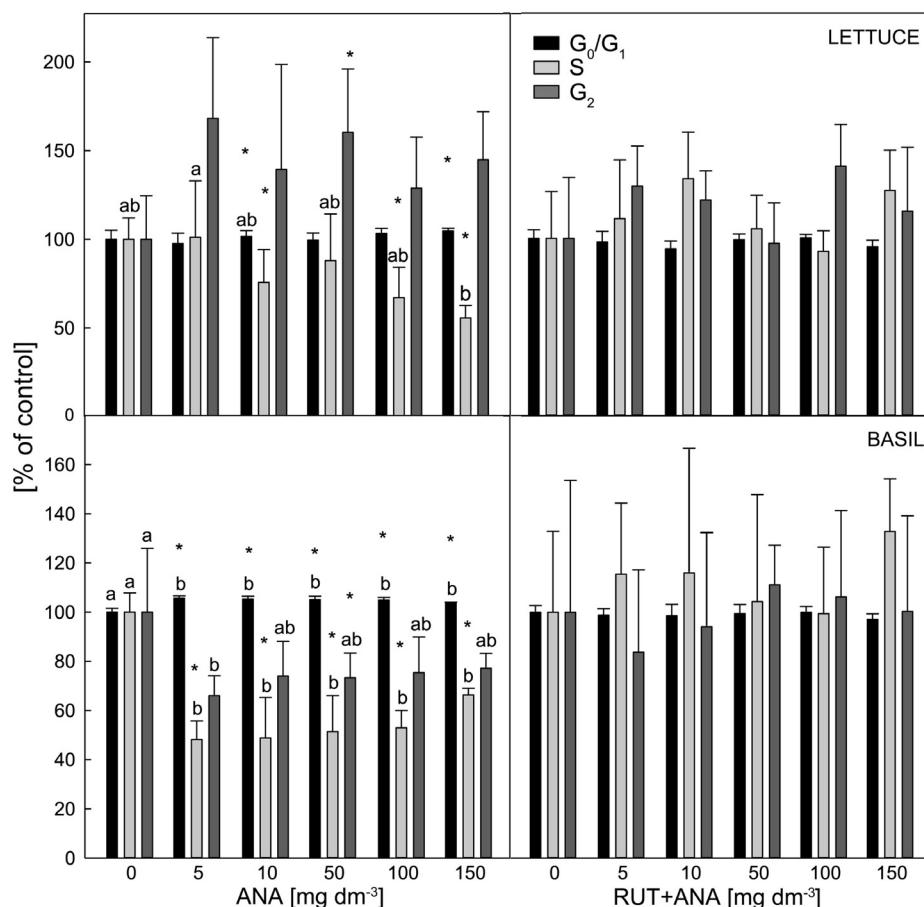 G₀/G₁
S
G₂
LETTUCE
[% of control]
200
150
100
50
0
* * * * * *
ab a ab ab ab b
BASIL
160
140
120
100
80
60
40
20
0
* * * * *
a a a b b b b b
* * * * * *
b b b ab b b b ab b ab
0 5 10 50 100 150
0 5 10 50 100 150
ANA [mg dm⁻³]
RUT+ANA [mg dm⁻³]